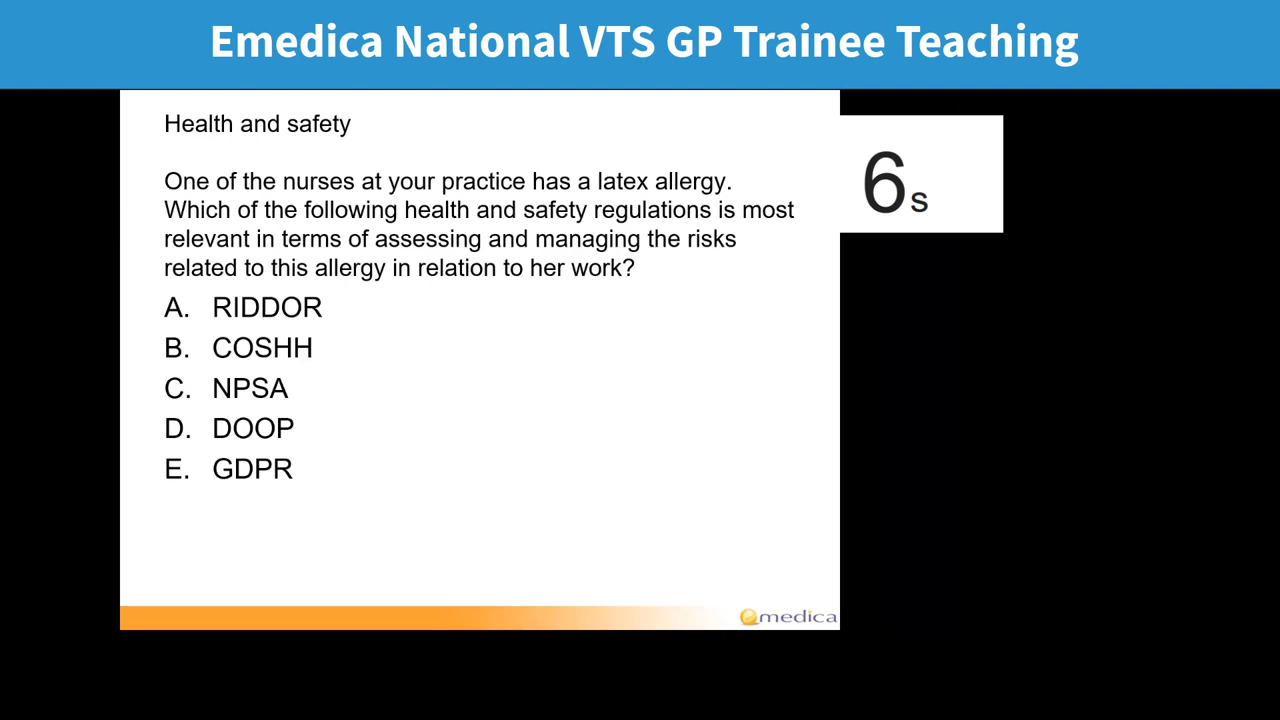 Emedica National VTS GP Trainee Teaching
Health and safety
6s
One of the nurses at your practice has a latex allergy.
Which of the following health and safety regulations is most
relevant in terms of assessing and managing the risks
related to this allergy in relation to her work?
A. RIDDOR
B. COSHH
C. NPSA
D. DOOP
E. GDPR
emedica